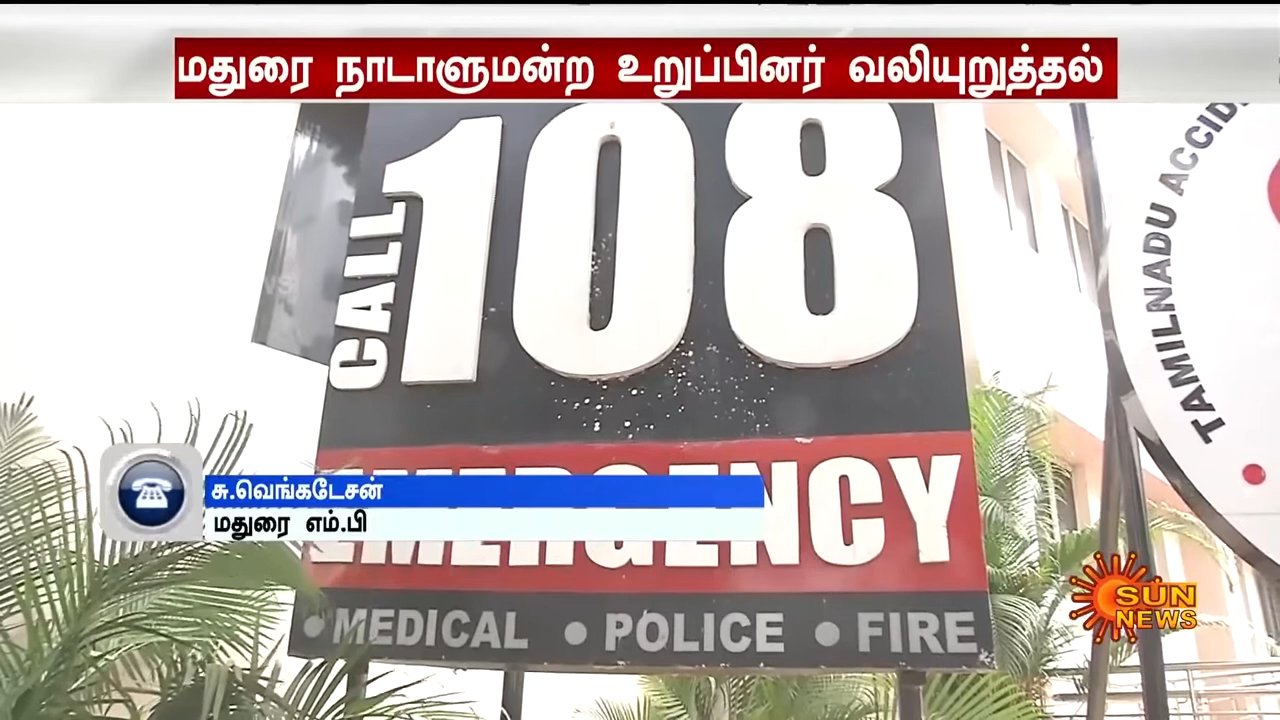 மதுரை நாடாளுமன்ற உறுப்பினர் வலியுறுத்தல்
CALL 108
TAMILNADU
சு.வெங்கடேசன்
மதுரை எம்.பி
EMERGENCY
• MEDICAL • POLICE • FIRE
SUN
NEWS